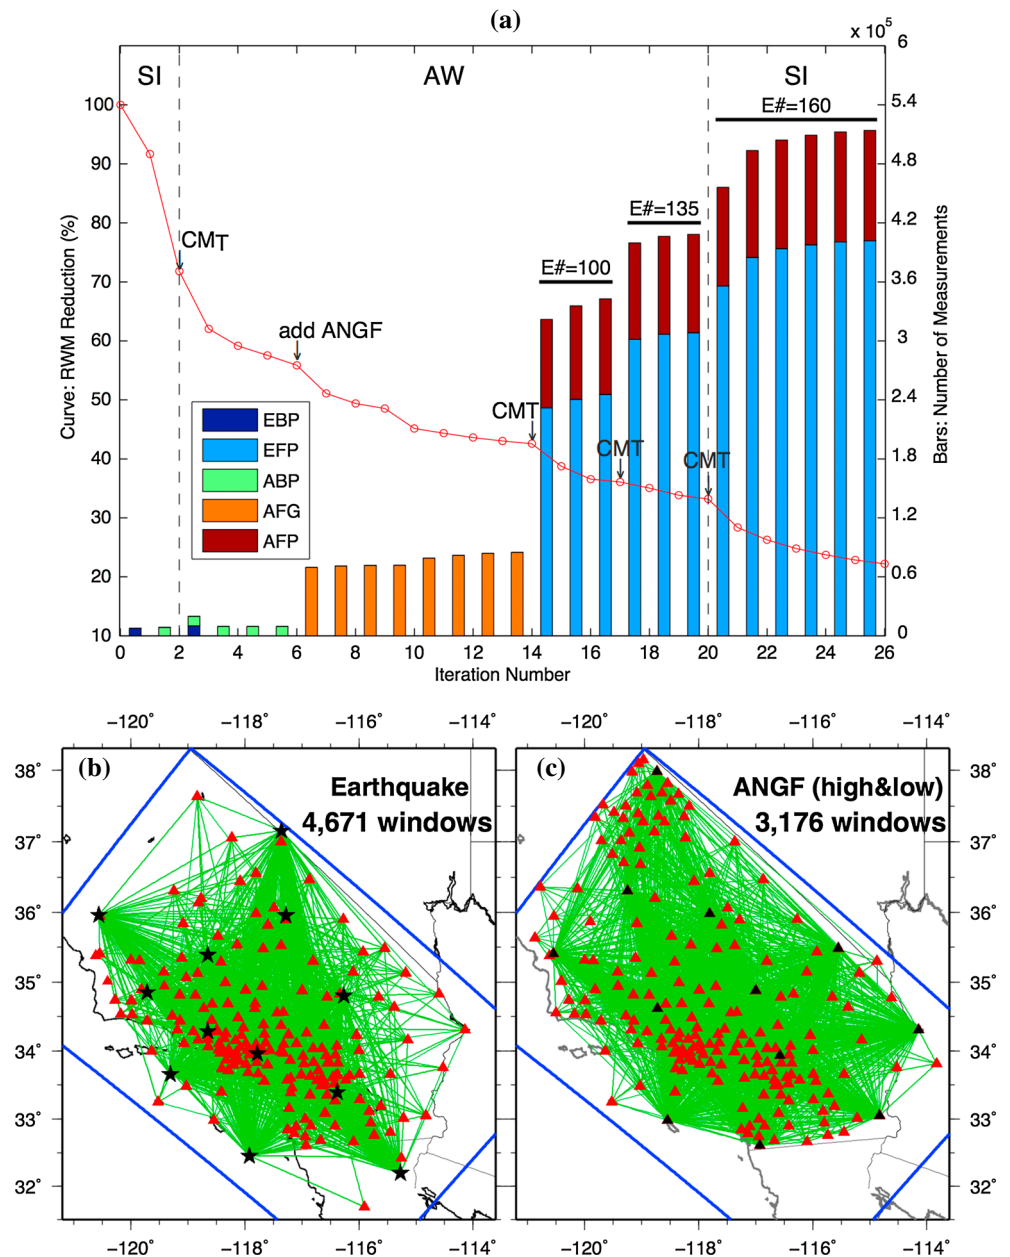 (a)
x 10⁵
SI AW SI
E#=160
E#=135
E#=100
CMT
add ANGF
CMT
CMT
CMT
EBP
EFP
ABP
AFG
AFP
Curve: RWM Reduction (%)
100
90
80
70
60
50
40
30
20
10
Bars: Number of Measurements
6
5.4
4.8
4.2
3.6
3
2.4
1.8
1.2
0.6
0
0 2 4 6 8 10 12 14 16 18 20 22 24 26
Iteration Number
−120° −118° −116° −114°
(b)
Earthquake
4,671 windows
38°
37°
36°
35°
34°
33°
32°
−120° −118° −116° −114°
−120° −118° −116° −114°
(c)
ANGF (high&low)
3,176 windows
38°
37°
36°
35°
34°
33°
32°
−120° −118° −116° −114°